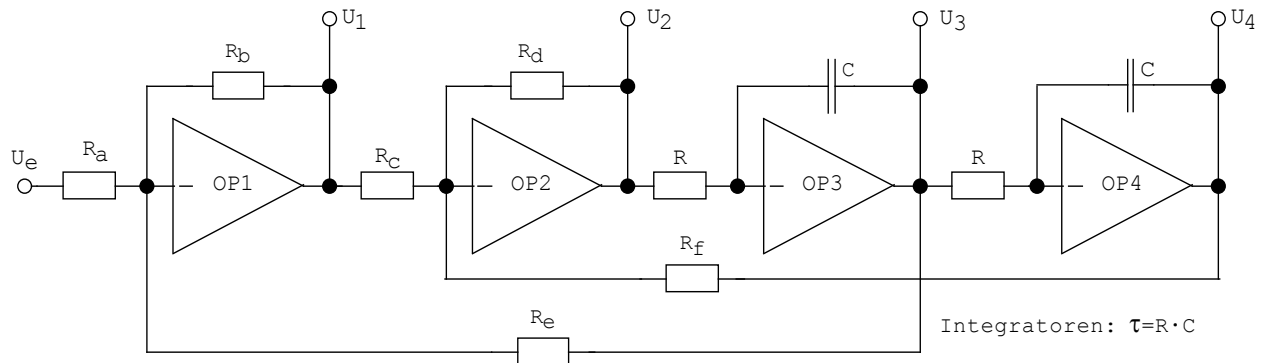 U1
U2
U3
U4
Rb
Rd
C
C
Ue
Ra
OP1
Rc
OP2
R
OP3
R
OP4
Rf
Re
Integratoren: τ=R·C